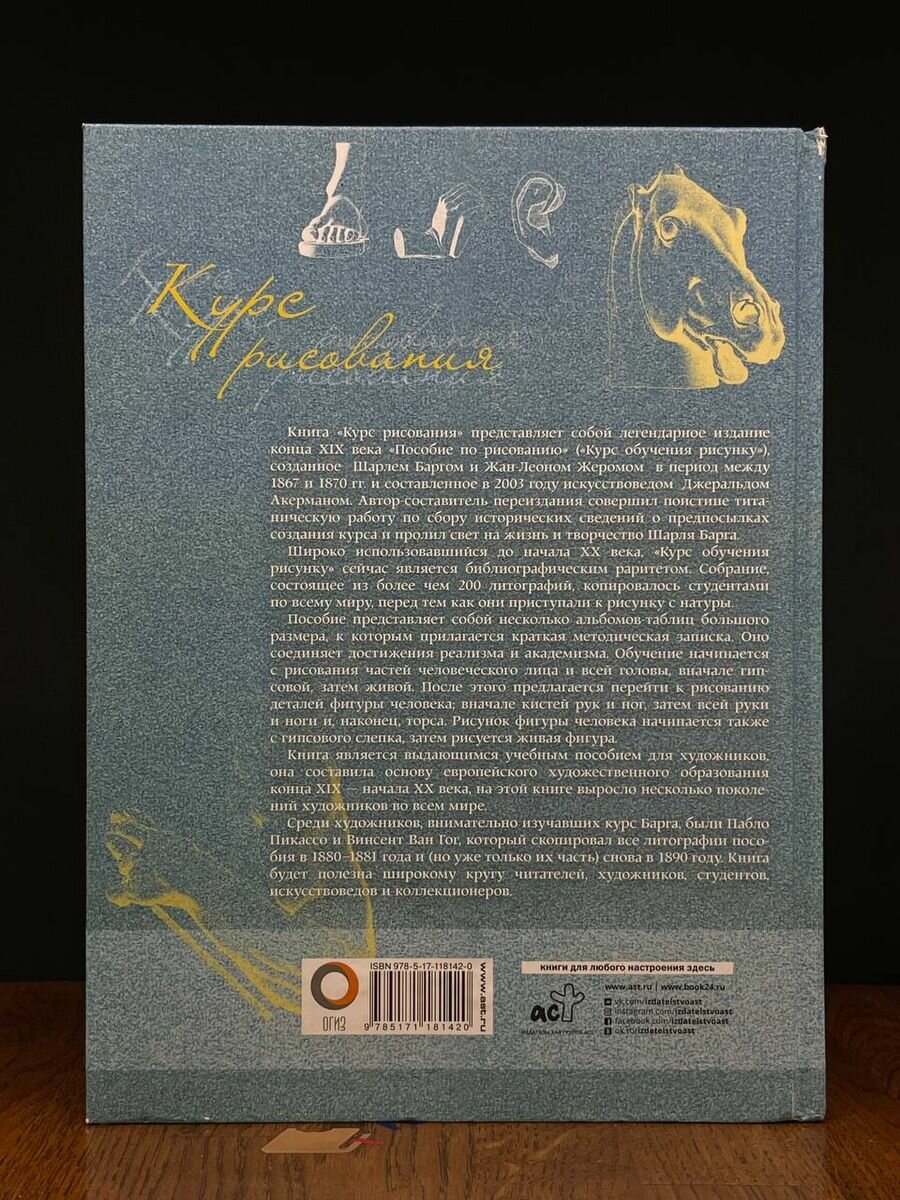 Курс
рисования
Книга «Курс рисования» представляет собой легендарное издание
конца XIX века «Пособие по рисованию» («Курс обучения рисунку»),
созданное Шарлем Баргом и Жан-Леоном Жеромом в период между
1867 и 1870 гг. и составленное в 2003 году искусствоведом Джеральдом
Акерманом. Автор-составитель переиздания совершил поистине тита-
ническую работу по сбору исторических сведений о предпосылках
создания курса и пролил свет на жизнь и творчество Шарля Барга.
Широко использовавшийся до начала XX века, «Курс обучения
рисунку» сейчас является библиографическим раритетом. Собрание,
состоящее из более чем 200 литографий, копировалось студентами
по всему миру, перед тем как они приступали к рисунку с натуры.
Пособие представляет собой несколько альбомов-таблиц большого
размера, к которым прилагается краткая методическая записка. Оно
соединяет достижения реализма и академизма. Обучение начинается
с рисования частей человеческого лица и всей головы, вначале гип-
совой, затем живой. После этого предлагается перейти к рисованию
деталей фигуры человека; вначале кистей рук и ног, затем всей руки
и ноги и, наконец, торса. Рисунок фигуры человека начинается также
с гипсового слепка, затем рисуется живая фигура.
Книга является выдающимся учебным пособием для художников,
она составила основу европейского художественного образования
конца XIX — начала XX века, на этой книге выросло несколько поколе-
ний художников во всем мире.
Среди художников, внимательно изучавших курс Барга, были Пабло
Пикассо и Винсент Ван Гог, который скопировал все литографии посо-
бия в 1880–1881 года и (но уже только их часть) снова в 1890 году. Книга
будет полезна широкому кругу читателей, художников, студентов,
искусствоведов и коллекционеров.
ОГИЗ
ISBN 978-5-17-118142-0
9 785171 181420
www.ast.ru
книги для любого настроения здесь
аст
ИЗДАТЕЛЬСКАЯ ГРУППА АСТ
www.ast.ru | www.book24.ru
vk.com/izdatelstvoast
instagram.com/izdatelstvoast
facebook.com/izdatelstvoast
ok.ru/izdatelstvoast